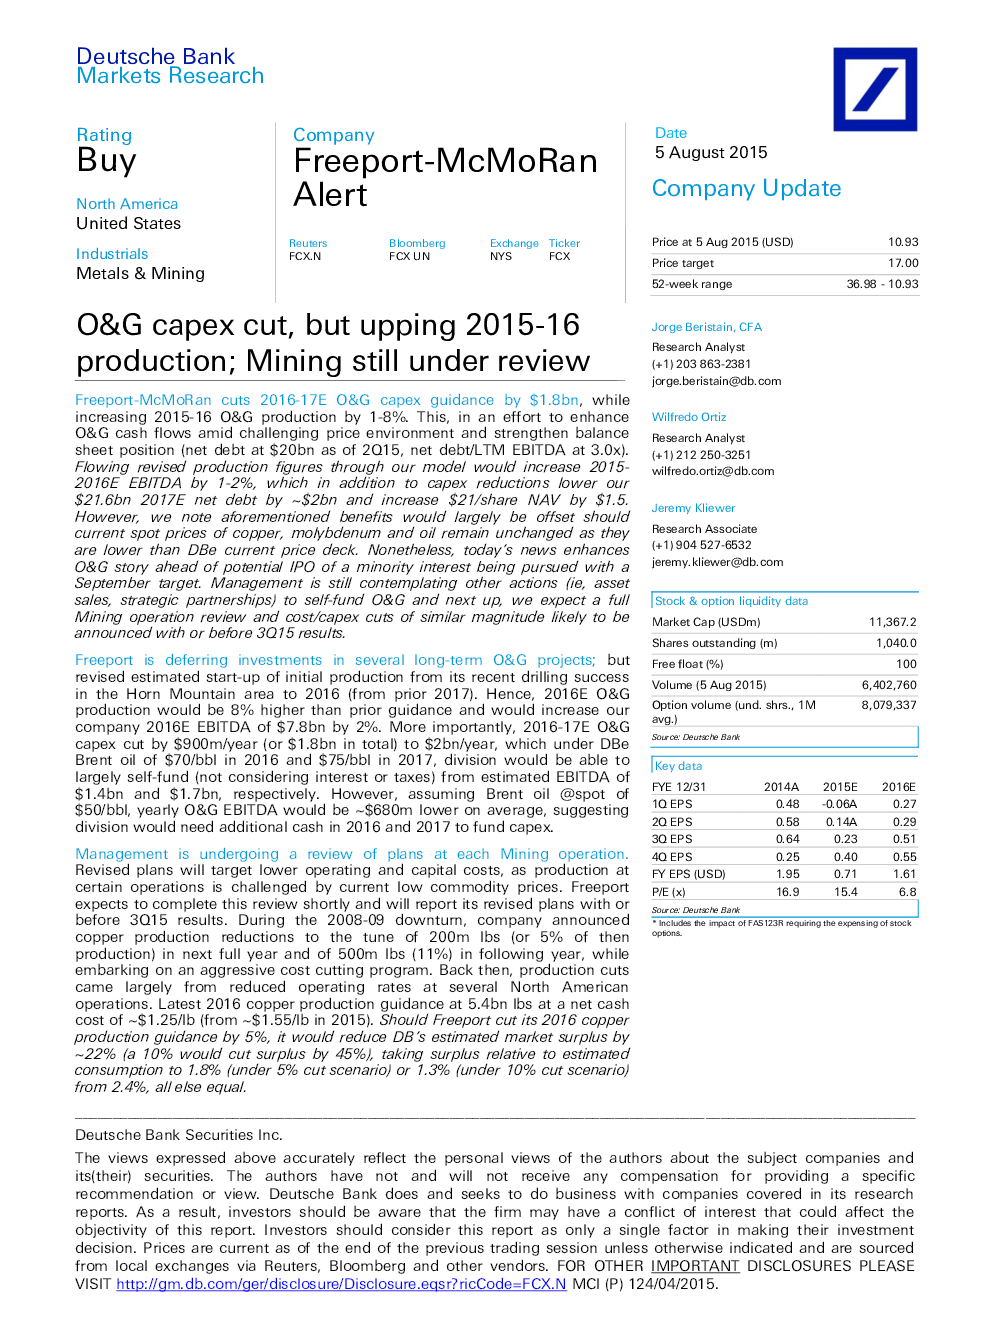 Deutsche Bank
Markets Research
Rating
Buy
North America
United States
Industrials
Metals & Mining
Company
Freeport-McMoRan
Alert
Reuters
FCX.N
Bloomberg
FCX UN
Exchange
NYS
Ticker
FCX
Date
5 August 2015
Company Update
Price at 5 Aug 2015 (USD) 10.93
Price target 17.00
52-week range 36.98 - 10.93
O&G capex cut, but upping 2015-16
production; Mining still under review
Freeport-McMoRan cuts 2016-17E O&G capex guidance by $1.8bn, while
increasing 2015-16 O&G production by 1-8%. This, in an effort to enhance
O&G cash flows amid challenging price environment and strengthen balance
sheet position (net debt at $20bn as of 2Q15, net debt/LTM EBITDA at 3.0x).
Flowing revised production figures through our model would increase 2015-
2016E EBITDA by 1-2%, which in addition to capex reductions lower our
$21.6bn 2017E net debt by ~$2bn and increase $21/share NAV by $1.5.
However, we note aforementioned benefits would largely be offset should
current spot prices of copper, molybdenum and oil remain unchanged as they
are lower than DBe current price deck. Nonetheless, today's news enhances
O&G story ahead of potential IPO of a minority interest being pursued with a
September target. Management is still contemplating other actions (ie, asset
sales, strategic partnerships) to self-fund O&G and next up, we expect a full
Mining operation review and cost/capex cuts of similar magnitude likely to be
announced with or before 3Q15 results.
Freeport is deferring investments in several long-term O&G projects; but
revised estimated start-up of initial production from its recent drilling success
in the Horn Mountain area to 2016 (from prior 2017). Hence, 2016E O&G
production would be 8% higher than prior guidance and would increase our
company 2016E EBITDA of $7.8bn by 2%. More importantly, 2016-17E O&G
capex cut by $900m/year (or $1.8bn in total) to $2bn/year, which under DBe
Brent oil of $70/bbl in 2016 and $75/bbl in 2017, division would be able to
largely self-fund (not considering interest or taxes) from estimated EBITDA of
$1.4bn and $1.7bn, respectively. However, assuming Brent oil @spot of
$50/bbl, yearly O&G EBITDA would be ~$680m lower on average, suggesting
division would need additional cash in 2016 and 2017 to fund capex.
Management is undergoing a review of plans at each Mining operation.
Revised plans will target lower operating and capital costs, as production at
certain operations is challenged by current low commodity prices. Freeport
expects to complete this review shortly and will report its revised plans with or
before 3Q15 results. During the 2008-09 downturn, company announced
copper production reductions to the tune of 200m lbs (or 5% of then
production) in next full year and of 500m lbs (11%) in following year, while
embarking on an aggressive cost cutting program. Back then, production cuts
came largely from reduced operating rates at several North American
operations. Latest 2016 copper production guidance at 5.4bn lbs at a net cash
cost of ~$1.25/lb (from ~$1.55/lb in 2015). Should Freeport cut its 2016 copper
production guidance by 5%, it would reduce DB's estimated market surplus by
~22% (a 10% would cut surplus by 45%), taking surplus relative to estimated
consumption to 1.8% (under 5% cut scenario) or 1.3% (under 10% cut scenario)
from 2.4%, all else equal.
Jorge Beristain, CFA
Research Analyst
(+1) 203 863-2381
jorge.beristain@db.com
Wilfredo Ortiz
Research Analyst
(+1) 212 250-3251
wilfredo.ortiz@db.com
Jeremy Kliewer
Research Associate
(+1) 904 527-6532
jeremy.kliewer@db.com
Stock & option liquidity data
Market Cap (USDm) 11,367.2
Shares outstanding (m) 1,040.0
Free float (%) 100
Volume (5 Aug 2015) 6,402,760
Option volume (und. shrs., 1M 8,079,337
avg.)
Source: Deutsche Bank
Key data
FYE 12/31 2014A 2015E 2016E
1Q EPS 0.48 -0.06A 0.27
2Q EPS 0.58 0.14A 0.29
3Q EPS 0.64 0.23 0.51
4Q EPS 0.25 0.40 0.55
FY EPS (USD) 1.95 0.71 1.61
P/E (x) 16.9 15.4 6.8
Source: Deutsche Bank
* Includes the impact of FAS123R requiring the expensing of stock
options.
Deutsche Bank Securities Inc.
The views expressed above accurately reflect the personal views of the authors about the subject companies and
its(their) securities. The authors have not and will not receive any compensation for providing a specific
recommendation or view. Deutsche Bank does and seeks to do business with companies covered in its research
reports. As a result, investors should be aware that the firm may have a conflict of interest that could affect the
objectivity of this report. Investors should consider this report as only a single factor in making their investment
decision. Prices are current as of the end of the previous trading session unless otherwise indicated and are sourced
from local exchanges via Reuters, Bloomberg and other vendors. FOR OTHER IMPORTANT DISCLOSURES PLEASE
VISIT http://gm.db.com/ger/disclosure/Disclosure.eqsr?ricCode=FCX.N MCI (P) 124/04/2015.